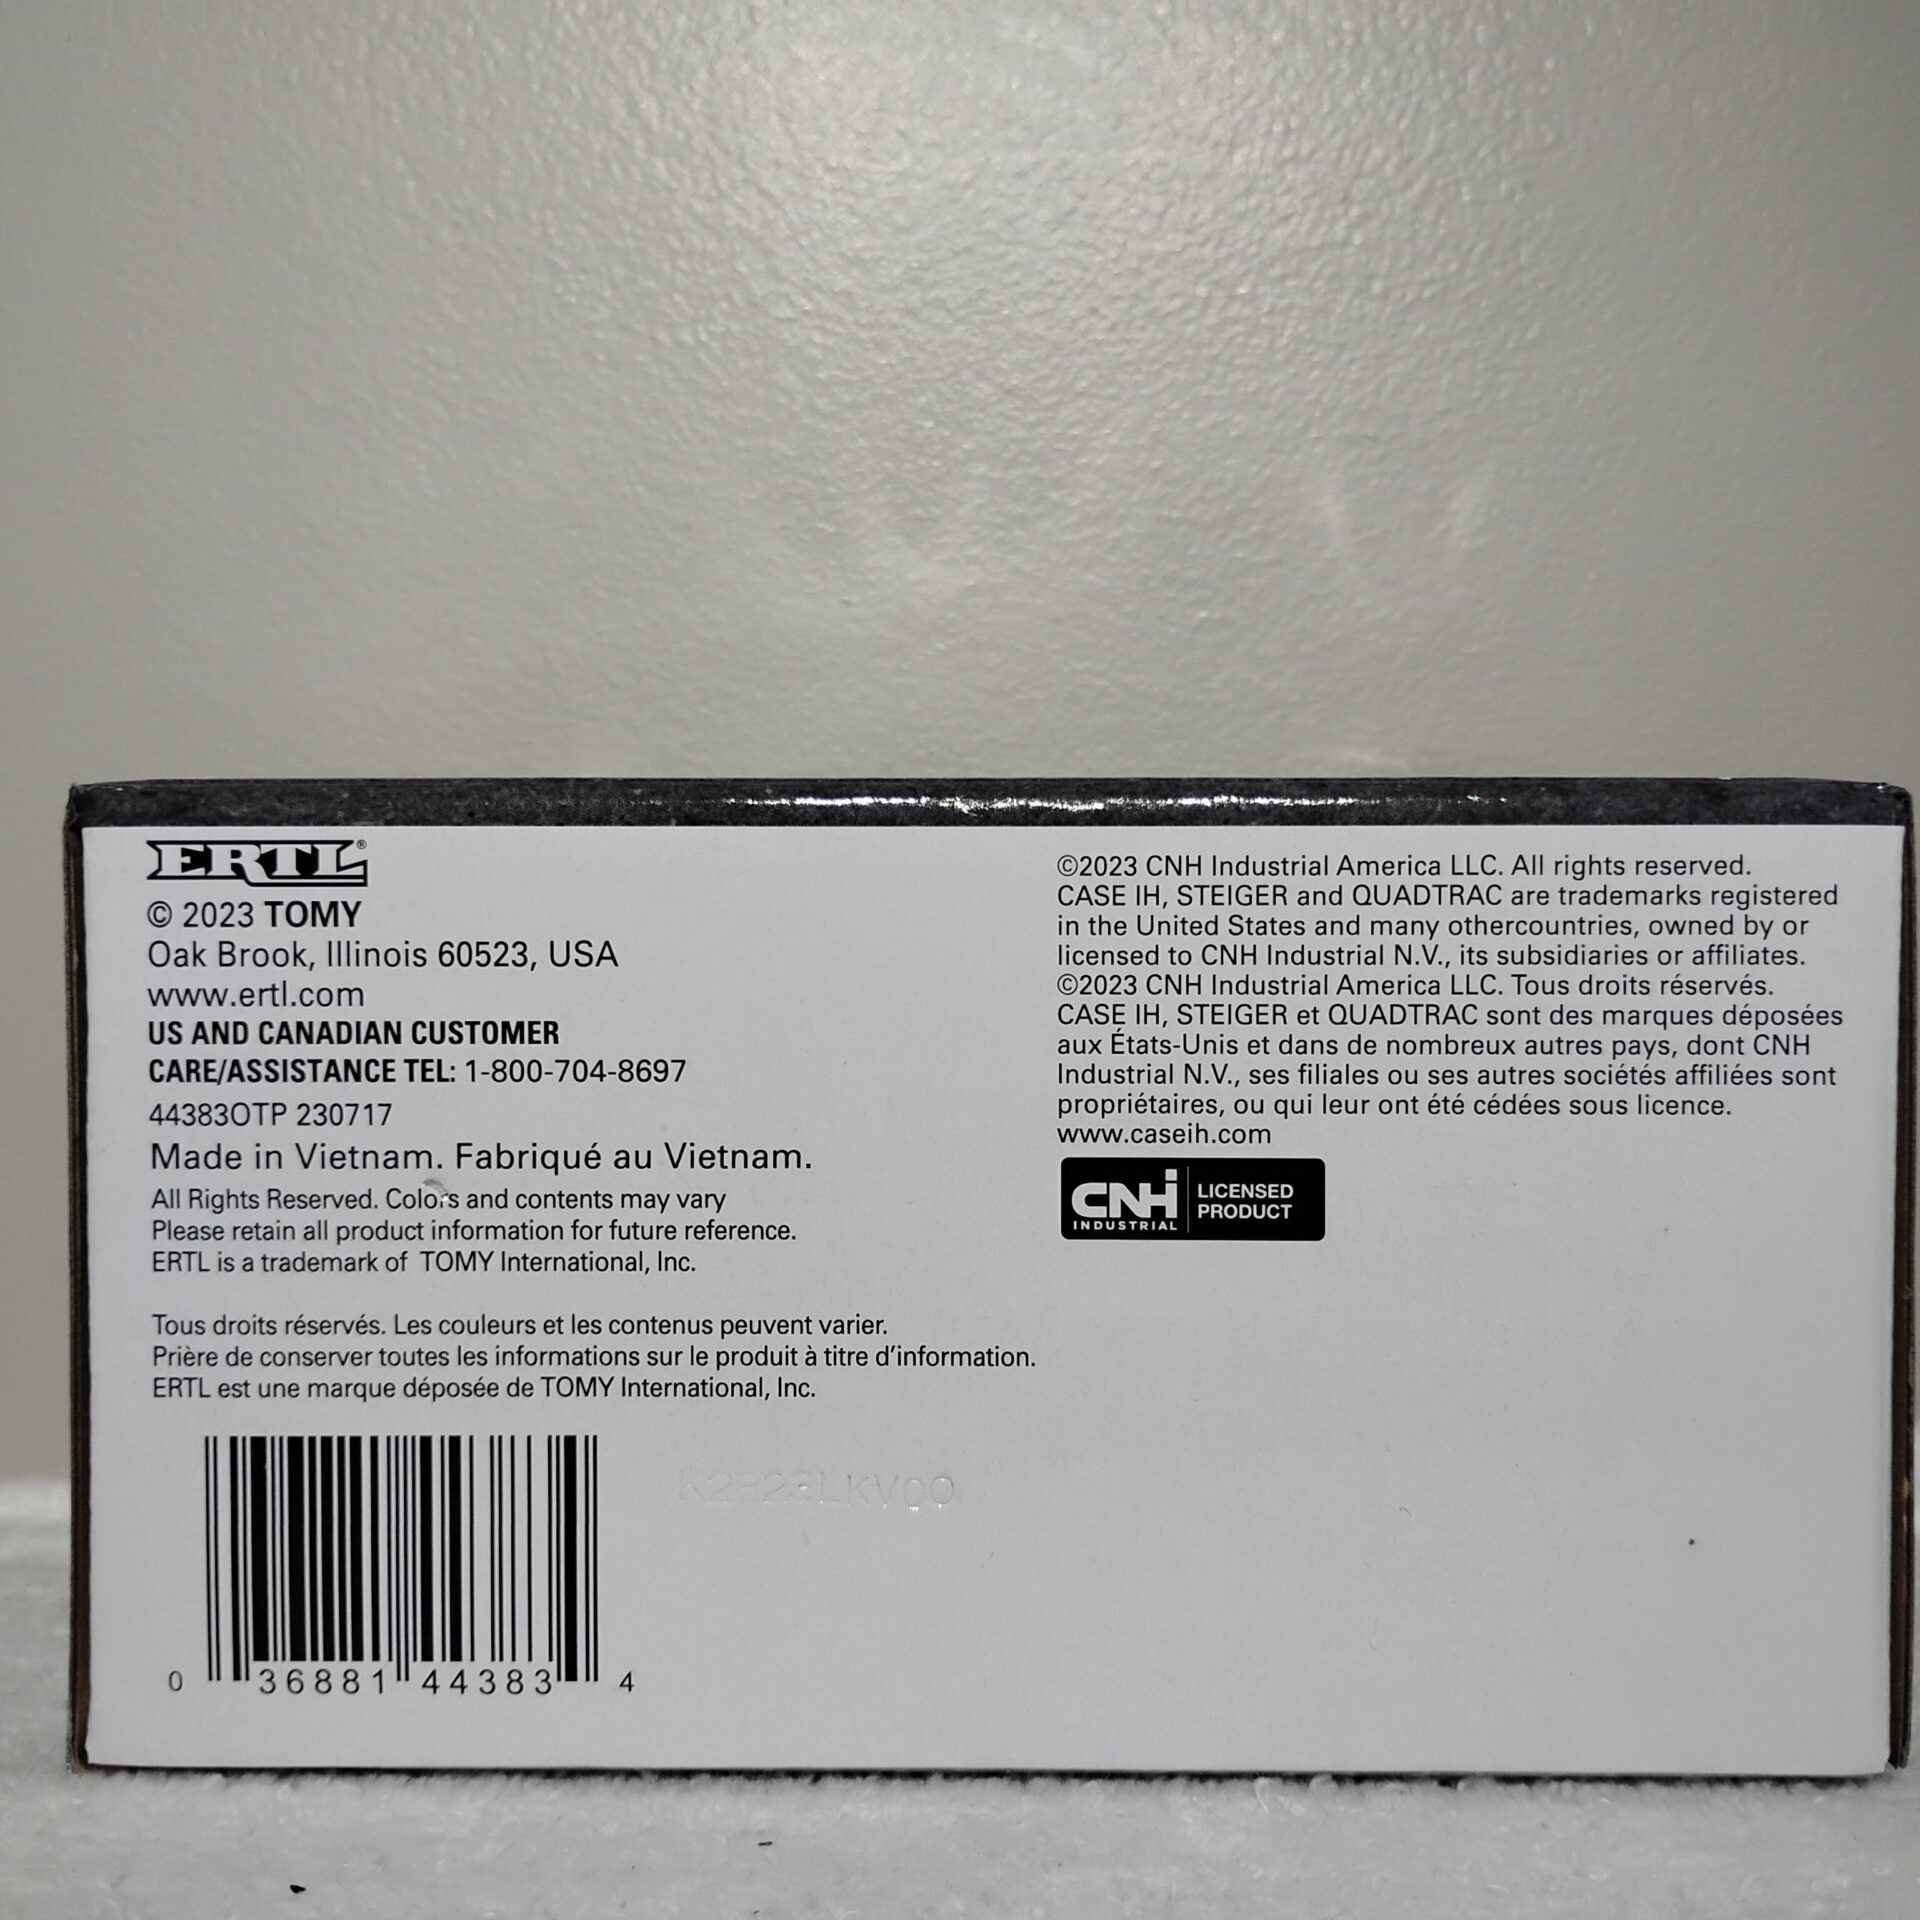 ERTL®
© 2023 TOMY
Oak Brook, Illinois 60523, USA
www.ertl.com
US AND CANADIAN CUSTOMER
CARE/ASSISTANCE TEL: 1-800-704-8697
44383OTP 230717
Made in Vietnam. Fabriqué au Vietnam.
All Rights Reserved. Colors and contents may vary
Please retain all product information for future reference.
ERTL is a trademark of TOMY International, Inc.
Tous droits réservés. Les couleurs et les contenus peuvent varier.
Prière de conserver toutes les informations sur le produit à titre d'information.
ERTL est une marque déposée de TOMY International, Inc.
0 36881 44383 4
©2023 CNH Industrial America LLC. All rights reserved.
CASE IH, STEIGER and QUADTRAC are trademarks registered
in the United States and many othercountries, owned by or
licensed to CNH Industrial N.V., its subsidiaries or affiliates.
©2023 CNH Industrial America LLC. Tous droits réservés.
CASE IH, STEIGER et QUADTRAC sont des marques déposées
aux États-Unis et dans de nombreux autres pays, dont CNH
Industrial N.V., ses filiales ou ses autres sociétés affiliées sont
propriétaires, ou qui leur ont été cédées sous licence.
www.caseih.com
CNH
INDUSTRIAL
LICENSED
PRODUCT